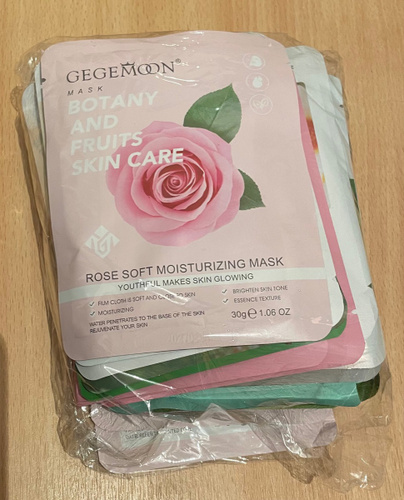 GEGEMOON®
MASK
BOTANY
AND
FRUITS
SKIN CARE
ROSE SOFT MOISTURIZING MASK
YOUTHFUL MAKES SKIN GLOWING
FILM CLOTH IS SOFT AND SKIN
MOISTURIZING
BRIGHTEN SKIN TONE
ESSENCE TEXTURE
WATER PENETRATES TO THE BASE OF THE SKIN
REJUVENATE YOUR SKIN
30g ℮ 1.06 OZ